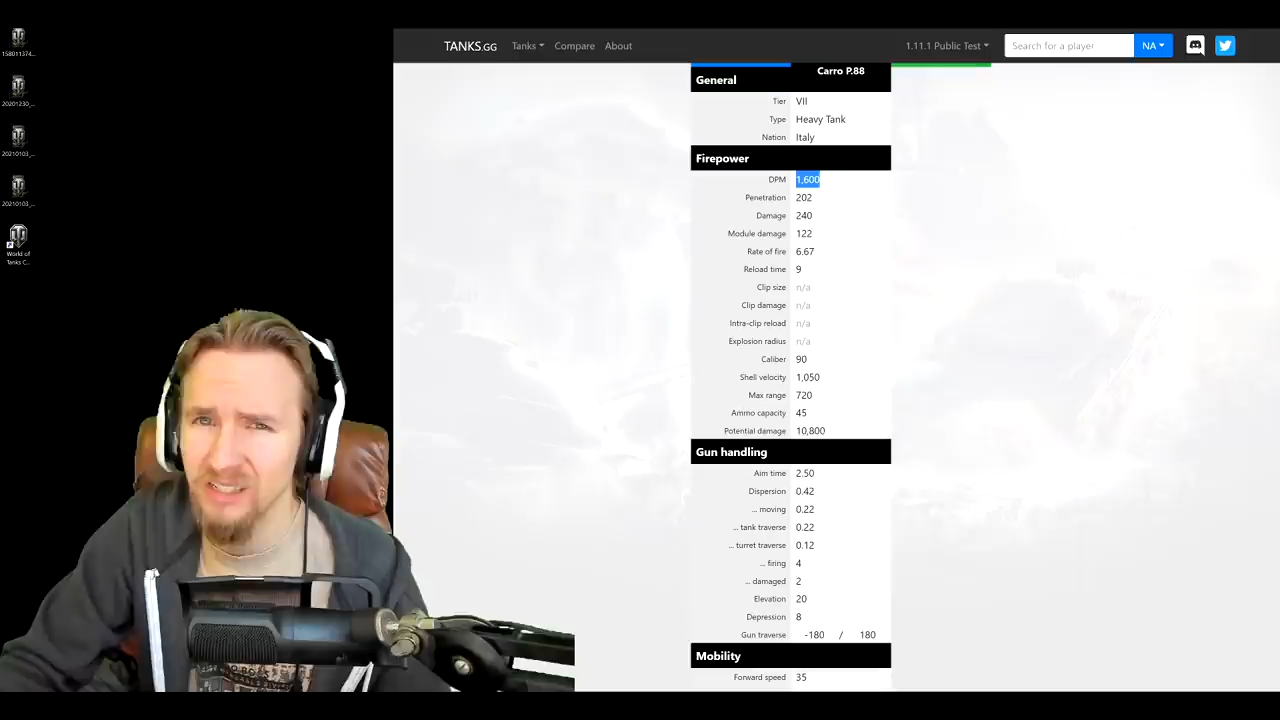 158011374...
20201230_...
20210103_...
20210103_...
World of
Tanks C...
TANKS.GG Tanks Compare About 1.11.1 Public Test Search for a player NA
Carro P.88
General
Tier VII
Type Heavy Tank
Nation Italy
Firepower
DPM 1,600
Penetration 202
Damage 240
Module damage 122
Rate of fire 6.67
Reload time 9
Clip size n/a
Clip damage n/a
Intra-clip reload n/a
Explosion radius n/a
Caliber 90
Shell velocity 1,050
Max range 720
Ammo capacity 45
Potential damage 10,800
Gun handling
Aim time 2.50
Dispersion 0.42
... moving 0.22
... tank traverse 0.22
... turret traverse 0.12
... firing 4
... damaged 2
Elevation 20
Depression 8
Gun traverse -180 / 180
Mobility
Forward speed 35